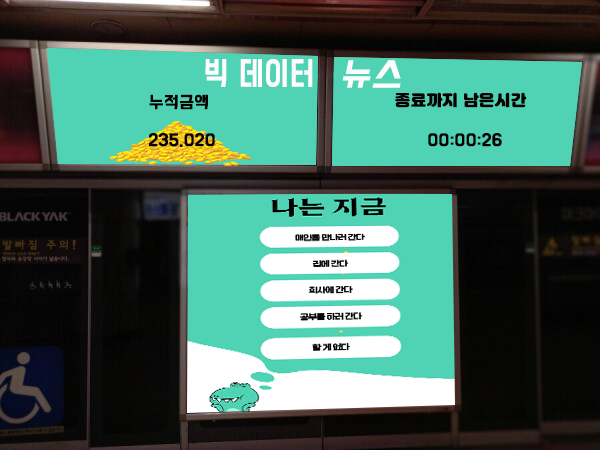 빅 데이터 뉴스
누적금액
235.020
종료까지 남은시간
00:00:26
BLACKYAK
발빠짐 주의!
나는 지금
애인을 만나러 간다
집에 간다
회사에 간다
공부를 하러 간다
할 게 없다